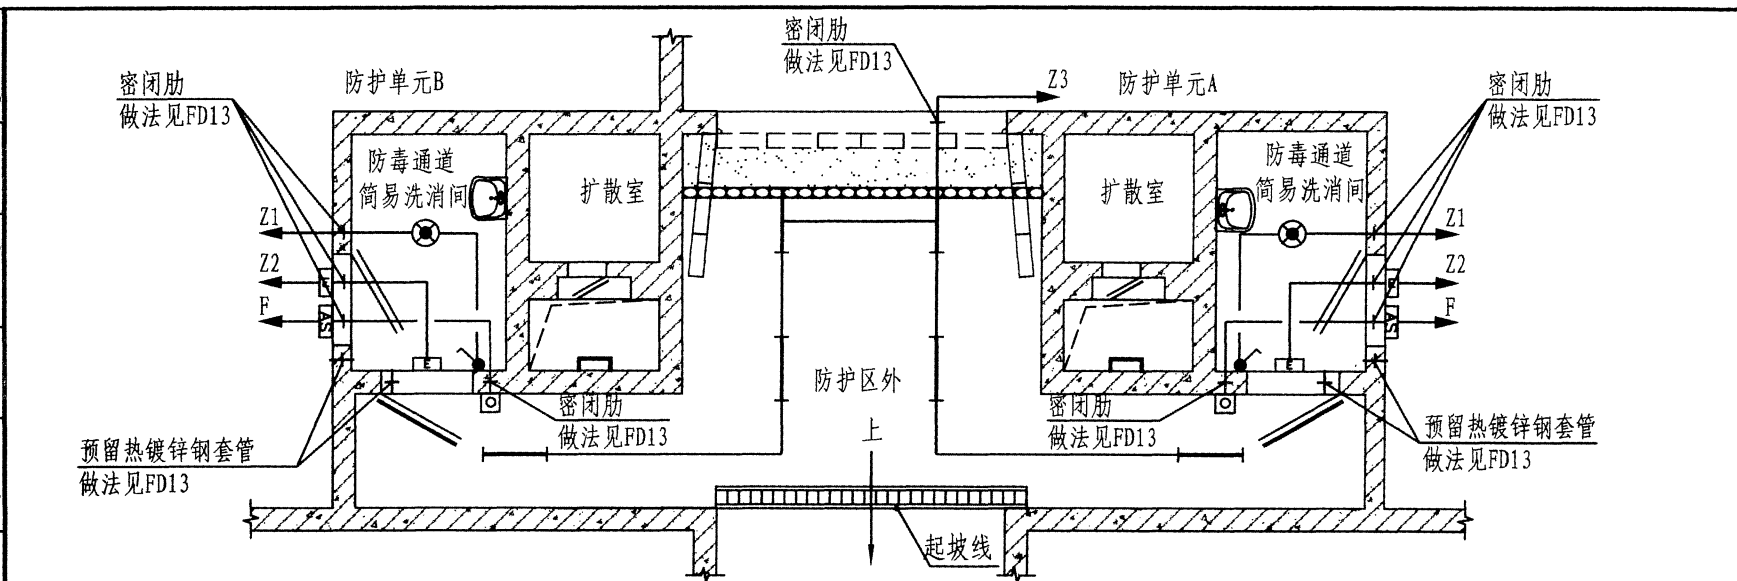 密闭肋
做法见FD13
Z3
密闭肋
做法见FD13
防护单元B
防护单元A
密闭肋
做法见FD13
防毒通道
简易洗消间
扩散室
扩散室
防毒通道
简易洗消间
Z1
Z1
Z2
E
E
Z2
F
AS
AS
F
E
E
防护区外
上
密闭肋
做法见FD13
密闭肋
做法见FD13
预留热镀锌钢套管
做法见FD13
预留热镀锌钢套管
做法见FD13
起坡线